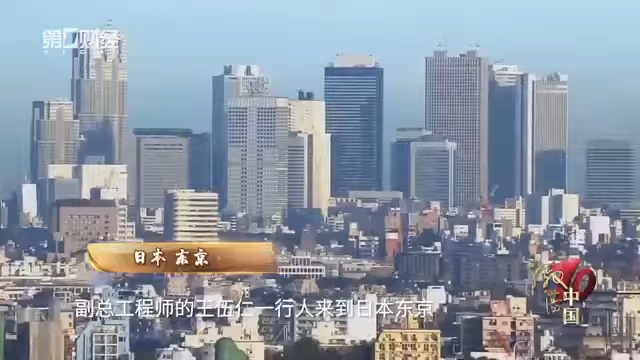 第一财经
日本 东京
副总工程师的王伍仁一行人来到日本东京
中国